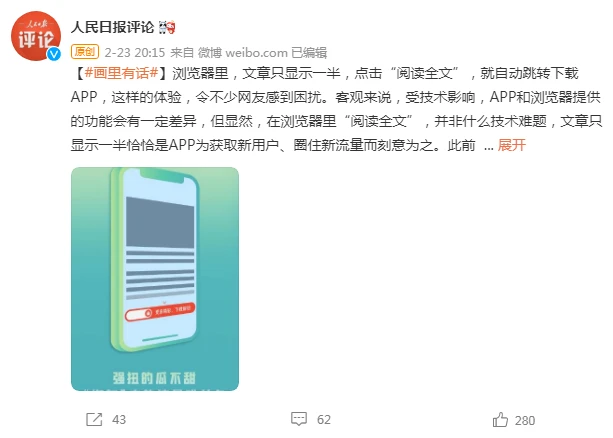 人民日报
评论
人民日报评论
原创 2-23 20:15 来自 微博 weibo.com 已编辑
【#画里有话#】浏览器里，文章只显示一半，点击“阅读全文”，就自动跳转下载
APP，这样的体验，令不少网友感到困扰。客观来说，受技术影响，APP和浏览器提供
的功能会有一定差异，但显然，在浏览器里“阅读全文”，并非什么技术难题，文章只
显示一半恰恰是APP为获取新用户、圈住新流量而刻意为之。此前 ... 展开
强扭的瓜不甜
43
62
280